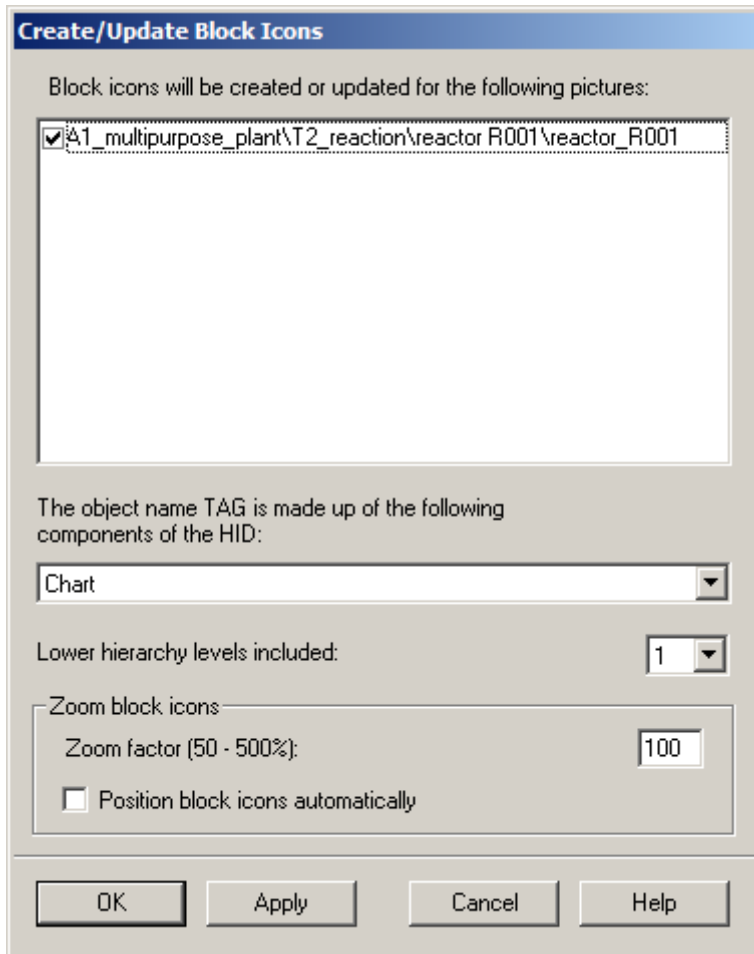 Create/Update Block Icons
Block icons will be created or updated for the following pictures:
A1_multipurpose_plant\T2_reaction\reactor R001\reactor_R001
The object name TAG is made up of the following
components of the HID:
Chart
Lower hierarchy levels included:
1
Zoom block icons
Zoom factor (50 - 500%):
100
Position block icons automatically
OK Apply Cancel Help